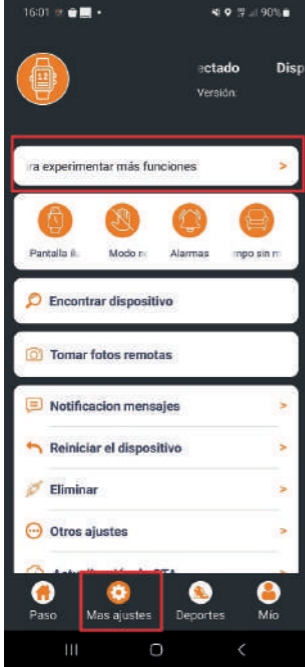 16:01 90%
ectado Disp
Versión:
ra experimentar más funciones >
Pantalla Modo Alarmas mpo sin
Encontrar dispositivo
Tomar fotos remotas
Notificacion mensajes >
Reiniciar el dispositivo >
Eliminar >
Otros ajustes >
Paso Mas ajustes Deportes Mío